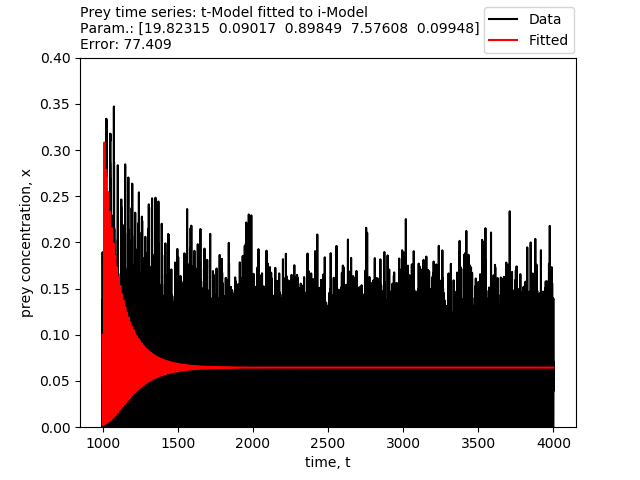 Prey time series: t-Model fitted to i-Model
Param.: [19.82315  0.09017  0.89849  7.57608  0.09948]
Error: 77.409
Data
Fitted
0.40
0.35
0.30
0.25
0.20
0.15
0.10
0.05
0.00
prey concentration, x
1000 1500 2000 2500 3000 3500 4000
time, t